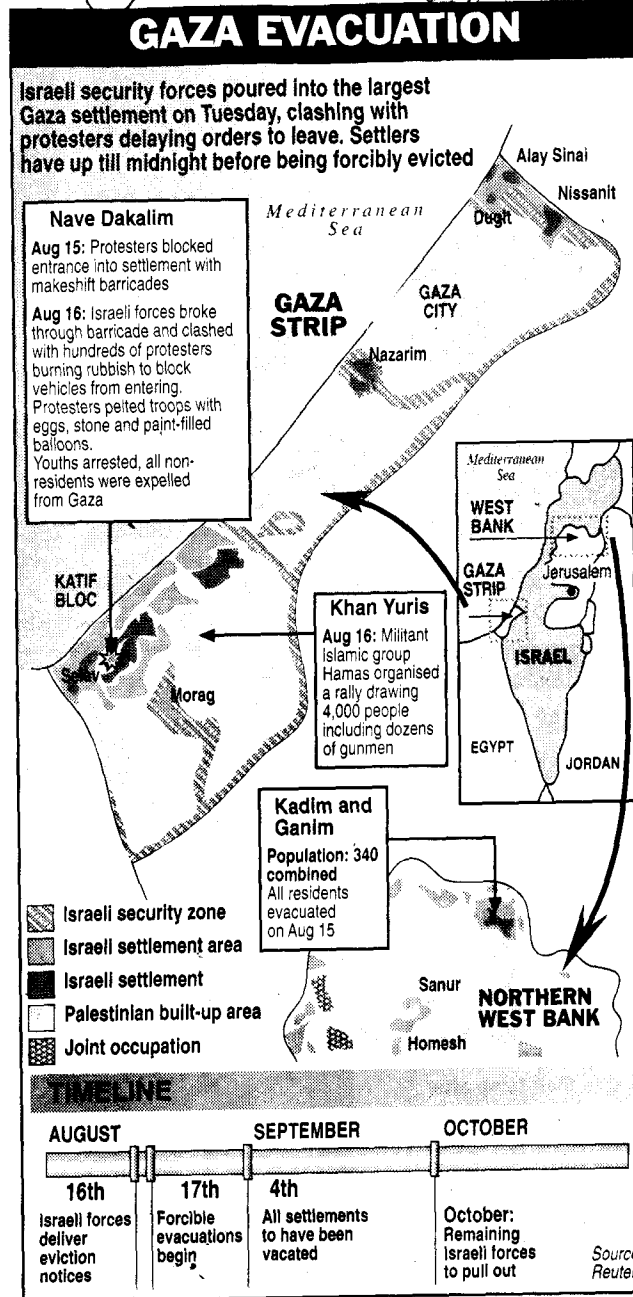 GAZA EVACUATION
Israeli security forces poured into the largest
Gaza settlement on Tuesday, clashing with
protesters delaying orders to leave. Settlers
have up till midnight before being forcibly evicted
Alay Sinai
Nissanit
Dugit
Mediterranean
Sea
GAZA
STRIP
GAZA
CITY
Nazarim
Nave Dakalim
Aug 15: Protesters blocked
entrance into settlement with
makeshift barricades
Aug 16: Israeli forces broke
through barricade and clashed
with hundreds of protesters
burning rubbish to block
vehicles from entering.
Protesters pelted troops with
eggs, stone and paint-filled
balloons.
Youths arrested, all non-
residents were expelled
from Gaza
KATIF
BLOC
Selav
Morag
Khan Yuris
Aug 16: Militant
Islamic group
Hamas organised
a rally drawing
4,000 people
including dozens
of gunmen
Mediterranean
Sea
WEST
BANK
GAZA
STRIP
Jerusalem
ISRAEL
EGYPT
JORDAN
Kadim and
Ganim
Population: 340
combined
All residents
evacuated
on Aug 15
Sanur
Homesh
NORTHERN
WEST BANK
Israeli security zone
Israeli settlement area
Israeli settlement
Palestinian built-up area
Joint occupation
TIMELINE
AUGUST
SEPTEMBER
OCTOBER
16th
Israeli forces
deliver
eviction
notices
17th
Forcible
evacuations
begin
4th
All settlements
to have been
vacated
October:
Remaining
Israeli forces
to pull out
Source
Reuter